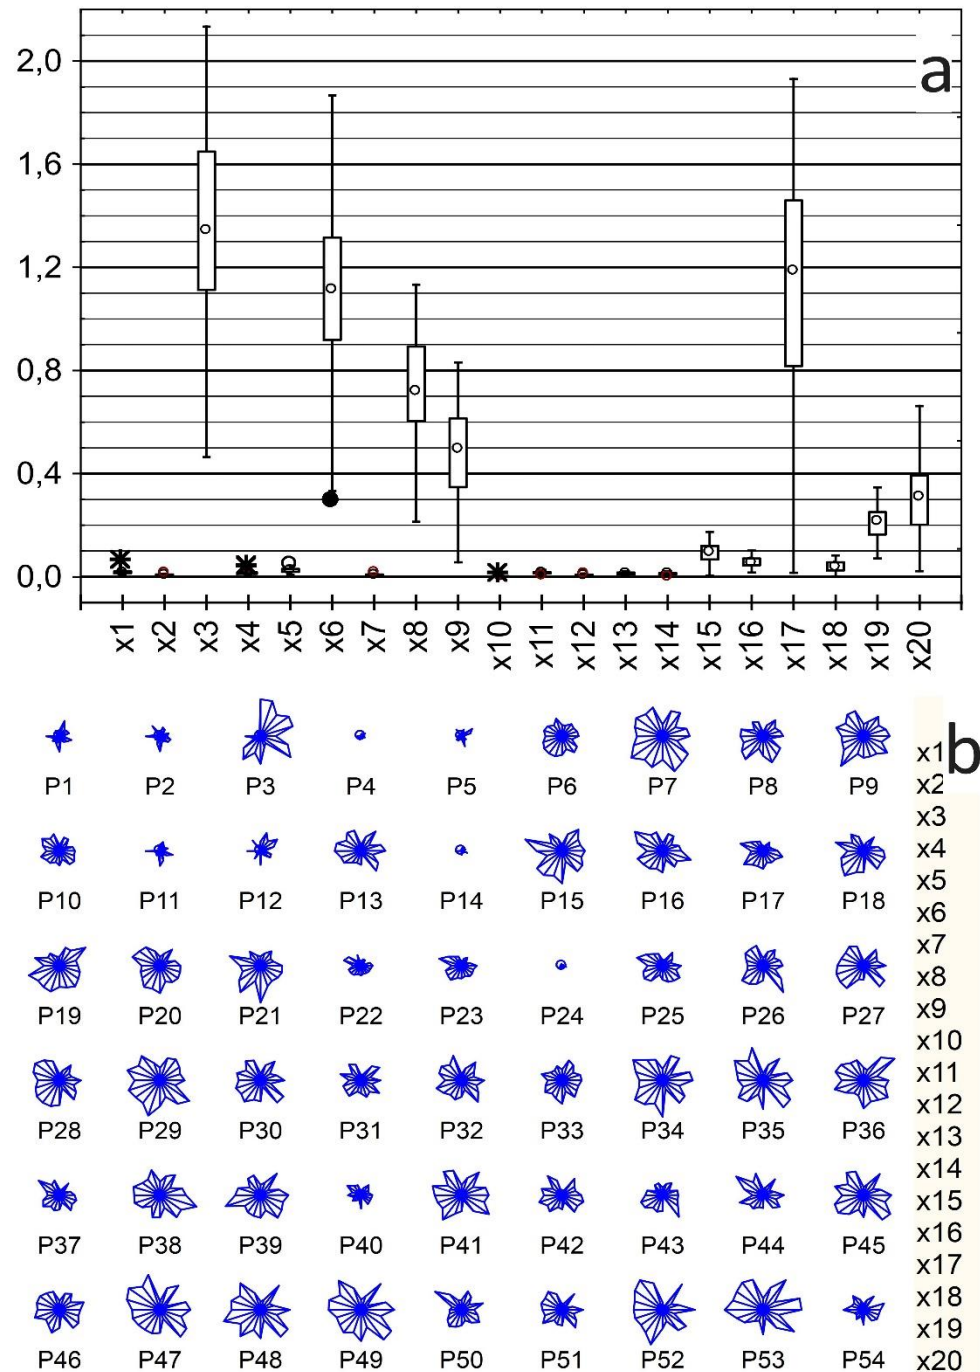 a
2,0
1,6
1,2
0,8
0,4
0,0
x1 x2 x3 x4 x5 x6 x7 x8 x9 x10 x11 x12 x13 x14 x15 x16 x17 x18 x19 x20
b
P1 P2 P3 P4 P5 P6 P7 P8 P9
P10 P11 P12 P13 P14 P15 P16 P17 P18
P19 P20 P21 P22 P23 P24 P25 P26 P27
P28 P29 P30 P31 P32 P33 P34 P35 P36
P37 P38 P39 P40 P41 P42 P43 P44 P45
P46 P47 P48 P49 P50 P51 P52 P53 P54
x1
x2
x3
x4
x5
x6
x7
x8
x9
x10
x11
x12
x13
x14
x15
x16
x17
x18
x19
x20